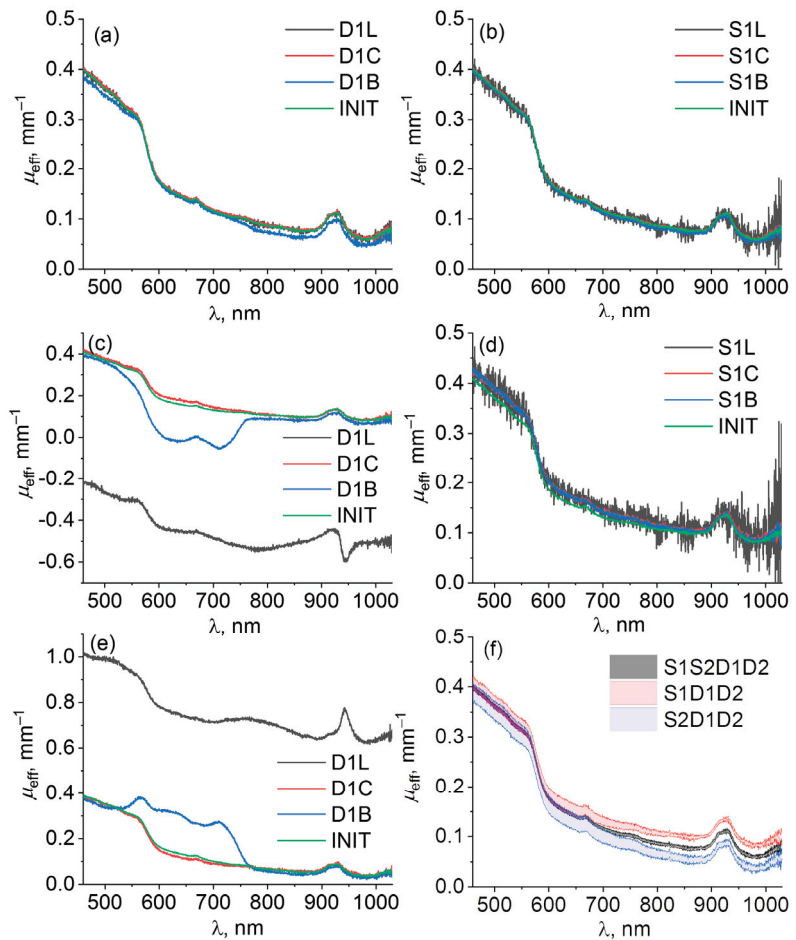 (a)
D1L
D1C
D1B
INIT
μeff, mm–1
0.5
0.4
0.3
0.2
0.1
0.0
500 600 700 800 900 1000
λ, nm
(b)
S1L
S1C
S1B
INIT
μeff, mm–1
0.5
0.4
0.3
0.2
0.1
0.0
500 600 700 800 900 1000
λ, nm
(c)
D1L
D1C
D1B
INIT
μeff, mm–1
0.4
0.2
0.0
-0.2
-0.4
-0.6
500 600 700 800 900 1000
λ, nm
(d)
S1L
S1C
S1B
INIT
μeff, mm–1
0.5
0.4
0.3
0.2
0.1
0.0
500 600 700 800 900 1000
λ, nm
(e)
D1L
D1C
D1B
INIT
μeff, mm–1
1.0
0.8
0.6
0.4
0.2
0.0
500 600 700 800 900 1000
λ, nm
(f)
S1S2D1D2
S1D1D2
S2D1D2
μeff, mm–1
0.5
0.4
0.3
0.2
0.1
0.0
500 600 700 800 900 1000
λ, nm